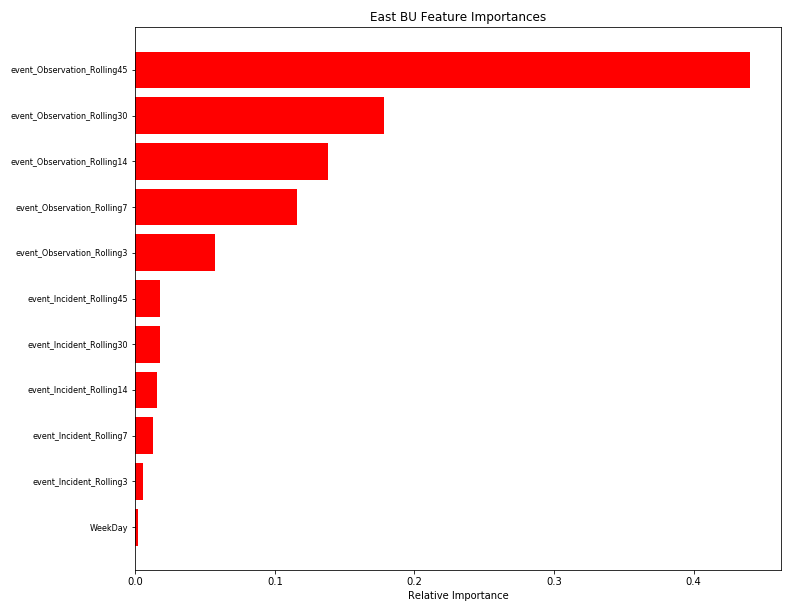 East BU Feature Importances
event_Observation_Rolling45
event_Observation_Rolling30
event_Observation_Rolling14
event_Observation_Rolling7
event_Observation_Rolling3
event_Incident_Rolling45
event_Incident_Rolling30
event_Incident_Rolling14
event_Incident_Rolling7
event_Incident_Rolling3
WeekDay
0.0 0.1 0.2 0.3 0.4
Relative Importance